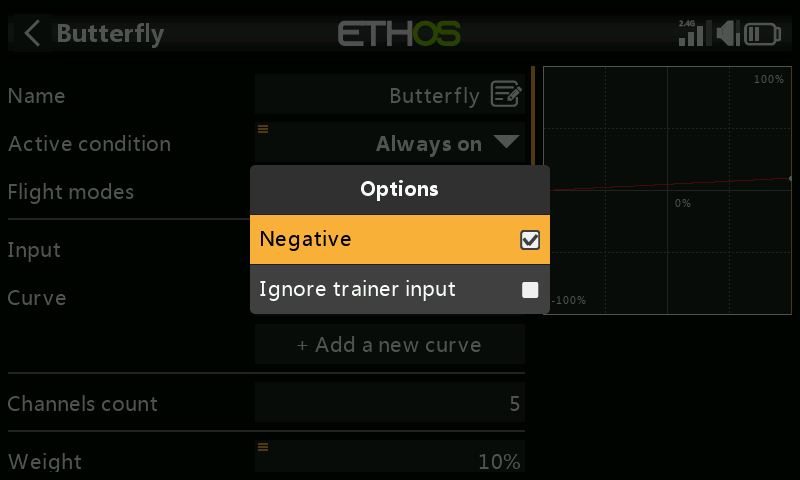 Butterfly
ETHOS
2.4G
Name
Butterfly
Active condition
Always on
Flight modes
Input
Curve
+ Add a new curve
Channels count
5
Weight
10%
Options
Negative
Ignore trainer input
100%
0%
-100%